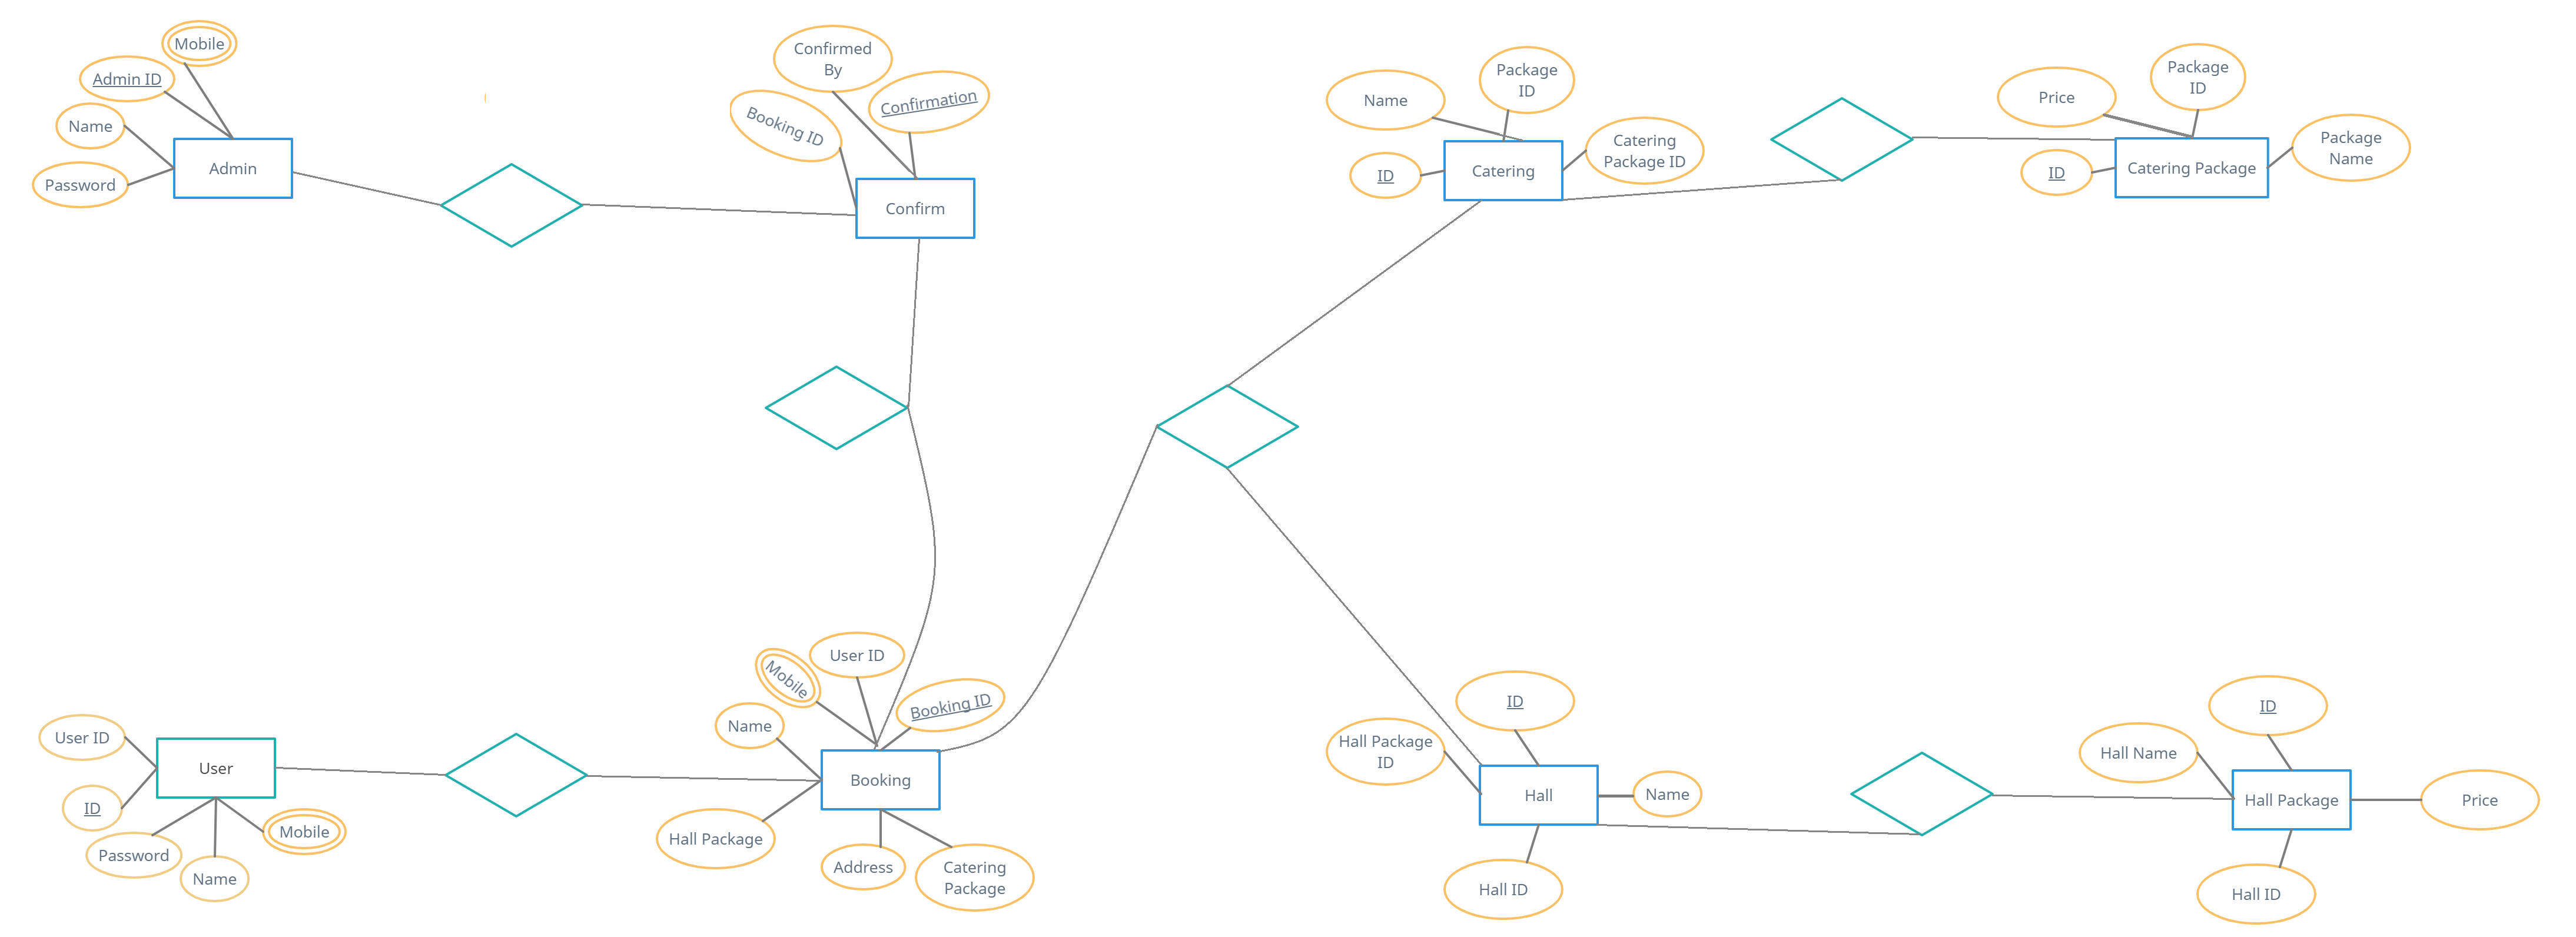 Mobile
Admin ID
Name
Password
Admin
Confirmed
By
Confirmation
Booking ID
Confirm
Name
Package
ID
Catering
Package ID
ID
Catering
Price
Package
ID
Package
Name
ID
Catering Package
User ID
ID
Password
Name
Mobile
User
Mobile
User ID
Booking ID
Name
Booking
Hall Package
Address
Catering
Package
ID
Hall Package
ID
Hall
Name
Hall ID
ID
Hall Name
Hall Package
Price
Hall ID